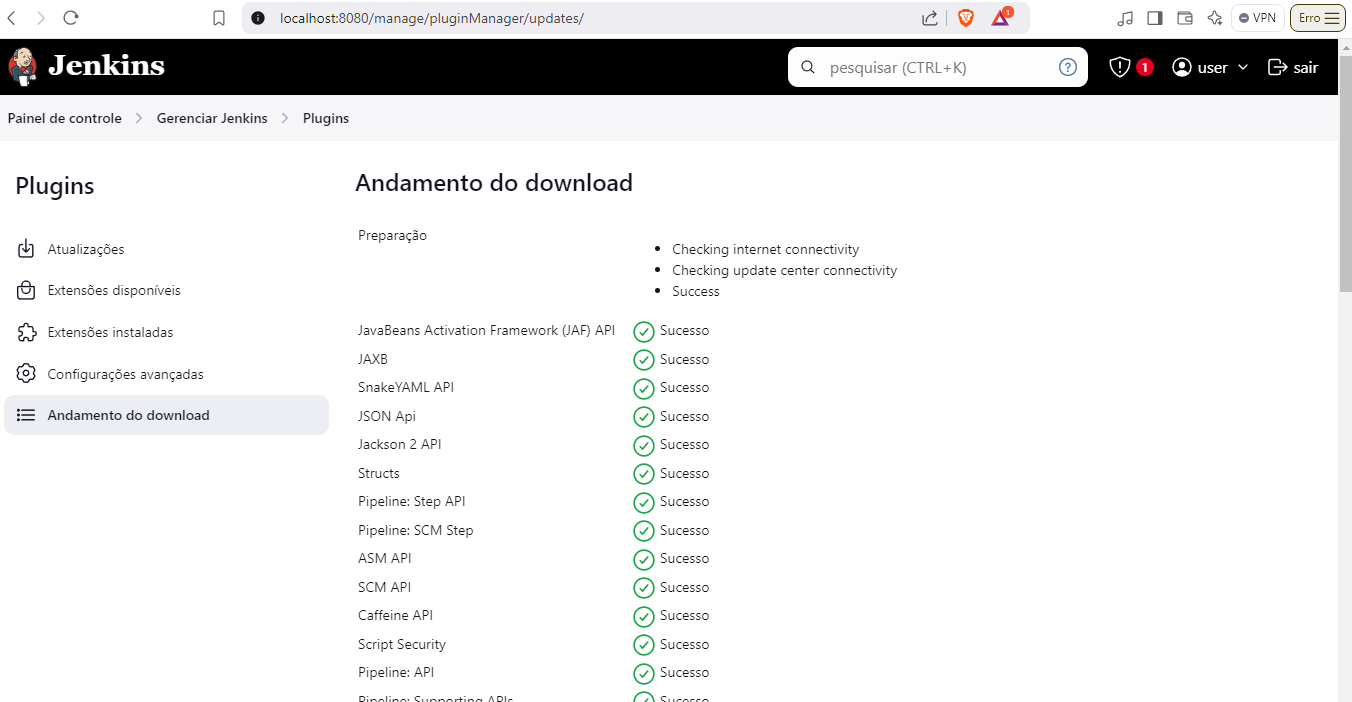 localhost:8080/manage/pluginManager/updates/
1
VPN
Erro
Jenkins
pesquisar (CTRL+K)
?
1
user
sair
Painel de controle
Gerenciar Jenkins
Plugins
Plugins
Atualizações
Extensões disponíveis
Extensões instaladas
Configurações avançadas
Andamento do download
Andamento do download
Preparação
Checking internet connectivity
Checking update center connectivity
Success
JavaBeans Activation Framework (JAF) API Sucesso
JAXB Sucesso
SnakeYAML API Sucesso
JSON Api Sucesso
Jackson 2 API Sucesso
Structs Sucesso
Pipeline: Step API Sucesso
Pipeline: SCM Step Sucesso
ASM API Sucesso
SCM API Sucesso
Caffeine API Sucesso
Script Security Sucesso
Pipeline: API Sucesso
Pipeline: Supporting APIs Sucesso